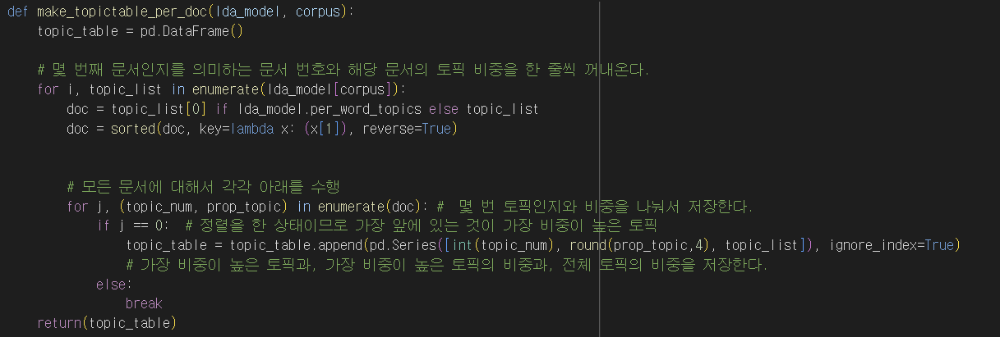 def make_topictable_per_doc(lda_model, corpus):
    topic_table = pd.DataFrame()
    # 몇 번째 문서인지를 의미하는 문서 번호와 해당 문서의 토픽 비중을 한 줄씩 꺼내온다.
    for i, topic_list in enumerate(lda_model[corpus]):
        doc = topic_list[0] if lda_model.per_word_topics else topic_list
        doc = sorted(doc, key=lambda x: (x[1]), reverse=True)
        # 모든 문서에 대해서 각각 아래를 수행
        for j, (topic_num, prop_topic) in enumerate(doc): #  몇 번 토픽인지와 비중을 나눠서 저장한다.
            if j == 0:  # 정렬을 한 상태이므로 가장 앞에 있는 것이 가장 비중이 높은 토픽
                topic_table = topic_table.append(pd.Series([int(topic_num), round(prop_topic,4), topic_list]), ignore_index=True)
                # 가장 비중이 높은 토픽과, 가장 비중이 높은 토픽의 비중과, 전체 토픽의 비중을 저장한다.
            else:
                break
    return(topic_table)